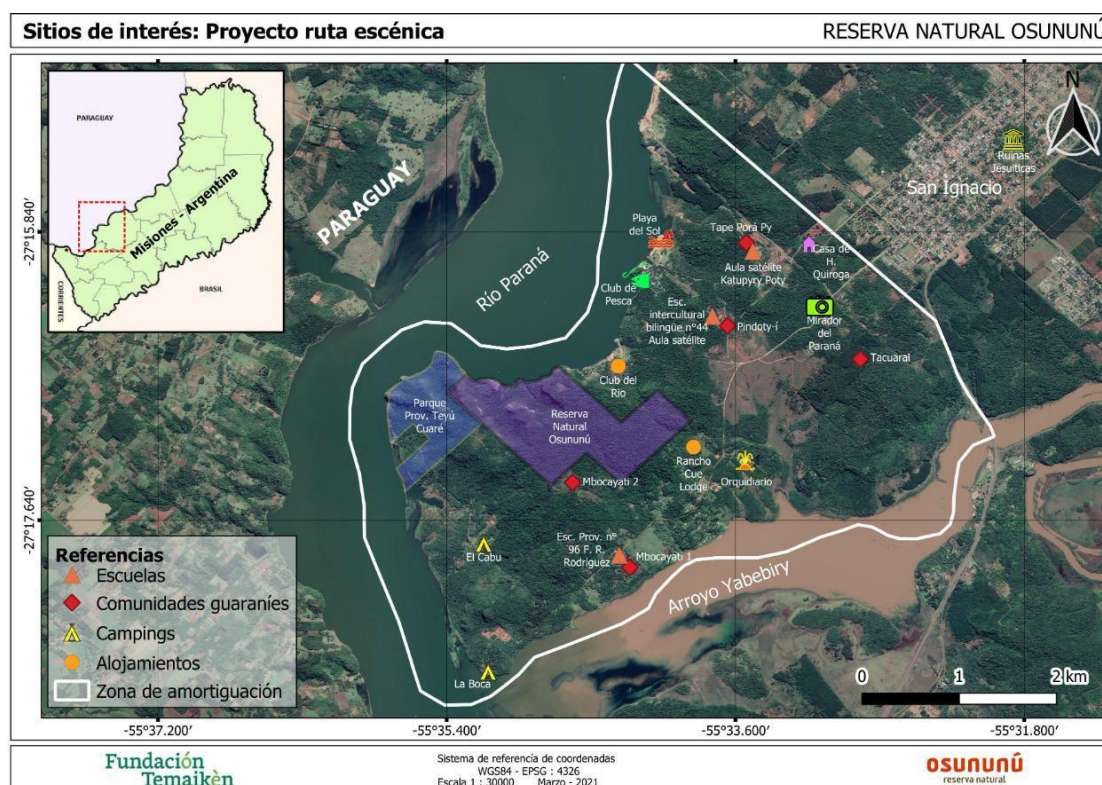 Sitios de interés: Proyecto ruta escénica
RESERVA NATURAL OSUNUNÚ
PARAGUAY
Misiones - Argentina
CORRIENTES
BRASIL
PARAGUAY
Río Paraná
N
Ruinas
Jesuíticas
San Ignacio
-27°15.840′
Playa
del Sol
Tape Porá Py
Casa de
H.
Quiroga
Aula satélite
Katupyry Poty
Club de
Pesca
Esc.
intercultural
bilingüe n°44
Aula satélite
Pindoty-í
Mirador
del
Paraná
Tacuaral
Club del
Rio
Parque
Prov. Teyú
Cuaré
Reserva
Natural
Osununú
Rancho
Cue
Lodge
Orquidiario
Mbocayati 2
-27°17.640′
El Cabu
Esc. Prov. n°
96 F. R.
Rodriguez
Mbocayati 1
Arroyo Yabebiry
La Boca
Referencias
Escuelas
Comunidades guaraníes
Campings
Alojamientos
Zona de amortiguación
0 1 2 km
-55°37.200′
-55°35.400′
-55°33.600′
-55°31.800′
Fundación
Temaikèn
Sistema de referencia de coordenadas
WGS84 - EPSG : 4326
Escala 1 : 30000 Marzo - 2021
osununú
reserva natural